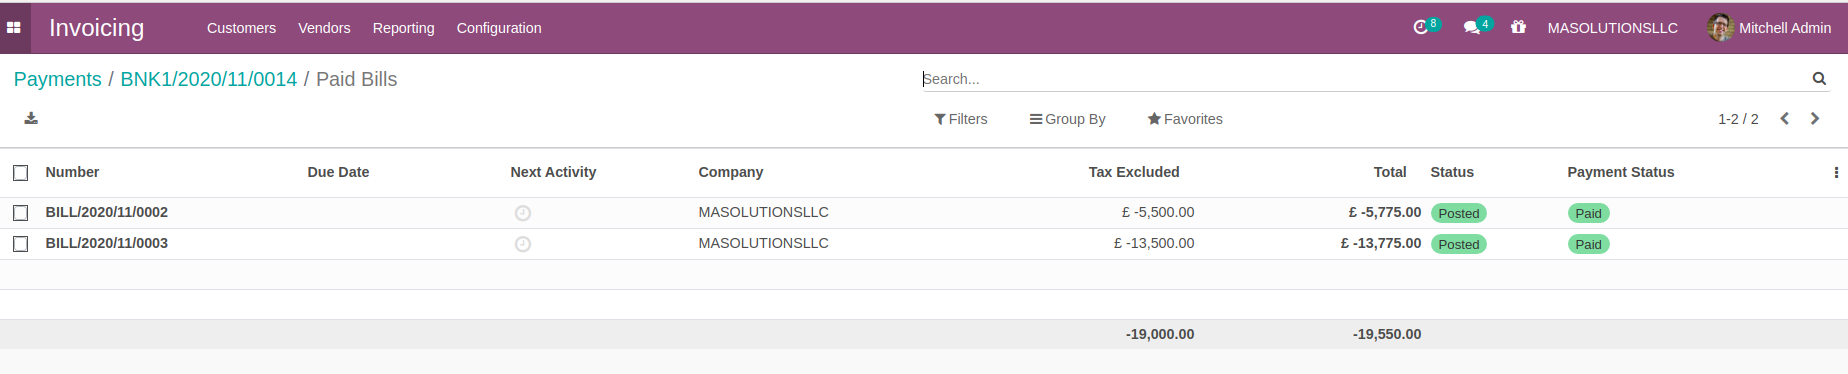 Invoicing Customers Vendors Reporting Configuration 8 4 MASOLUTIONSLLC Mitchell Admin
Payments / BNK1/2020/11/0014 / Paid Bills Search...
Filters Group By Favorites 1-2 / 2
Number Due Date Next Activity Company Tax Excluded Total Status Payment Status
BILL/2020/11/0002 MASOLUTIONSLLC £ -5,500.00 £ -5,775.00 Posted Paid
BILL/2020/11/0003 MASOLUTIONSLLC £ -13,500.00 £ -13,775.00 Posted Paid
-19,000.00 -19,550.00